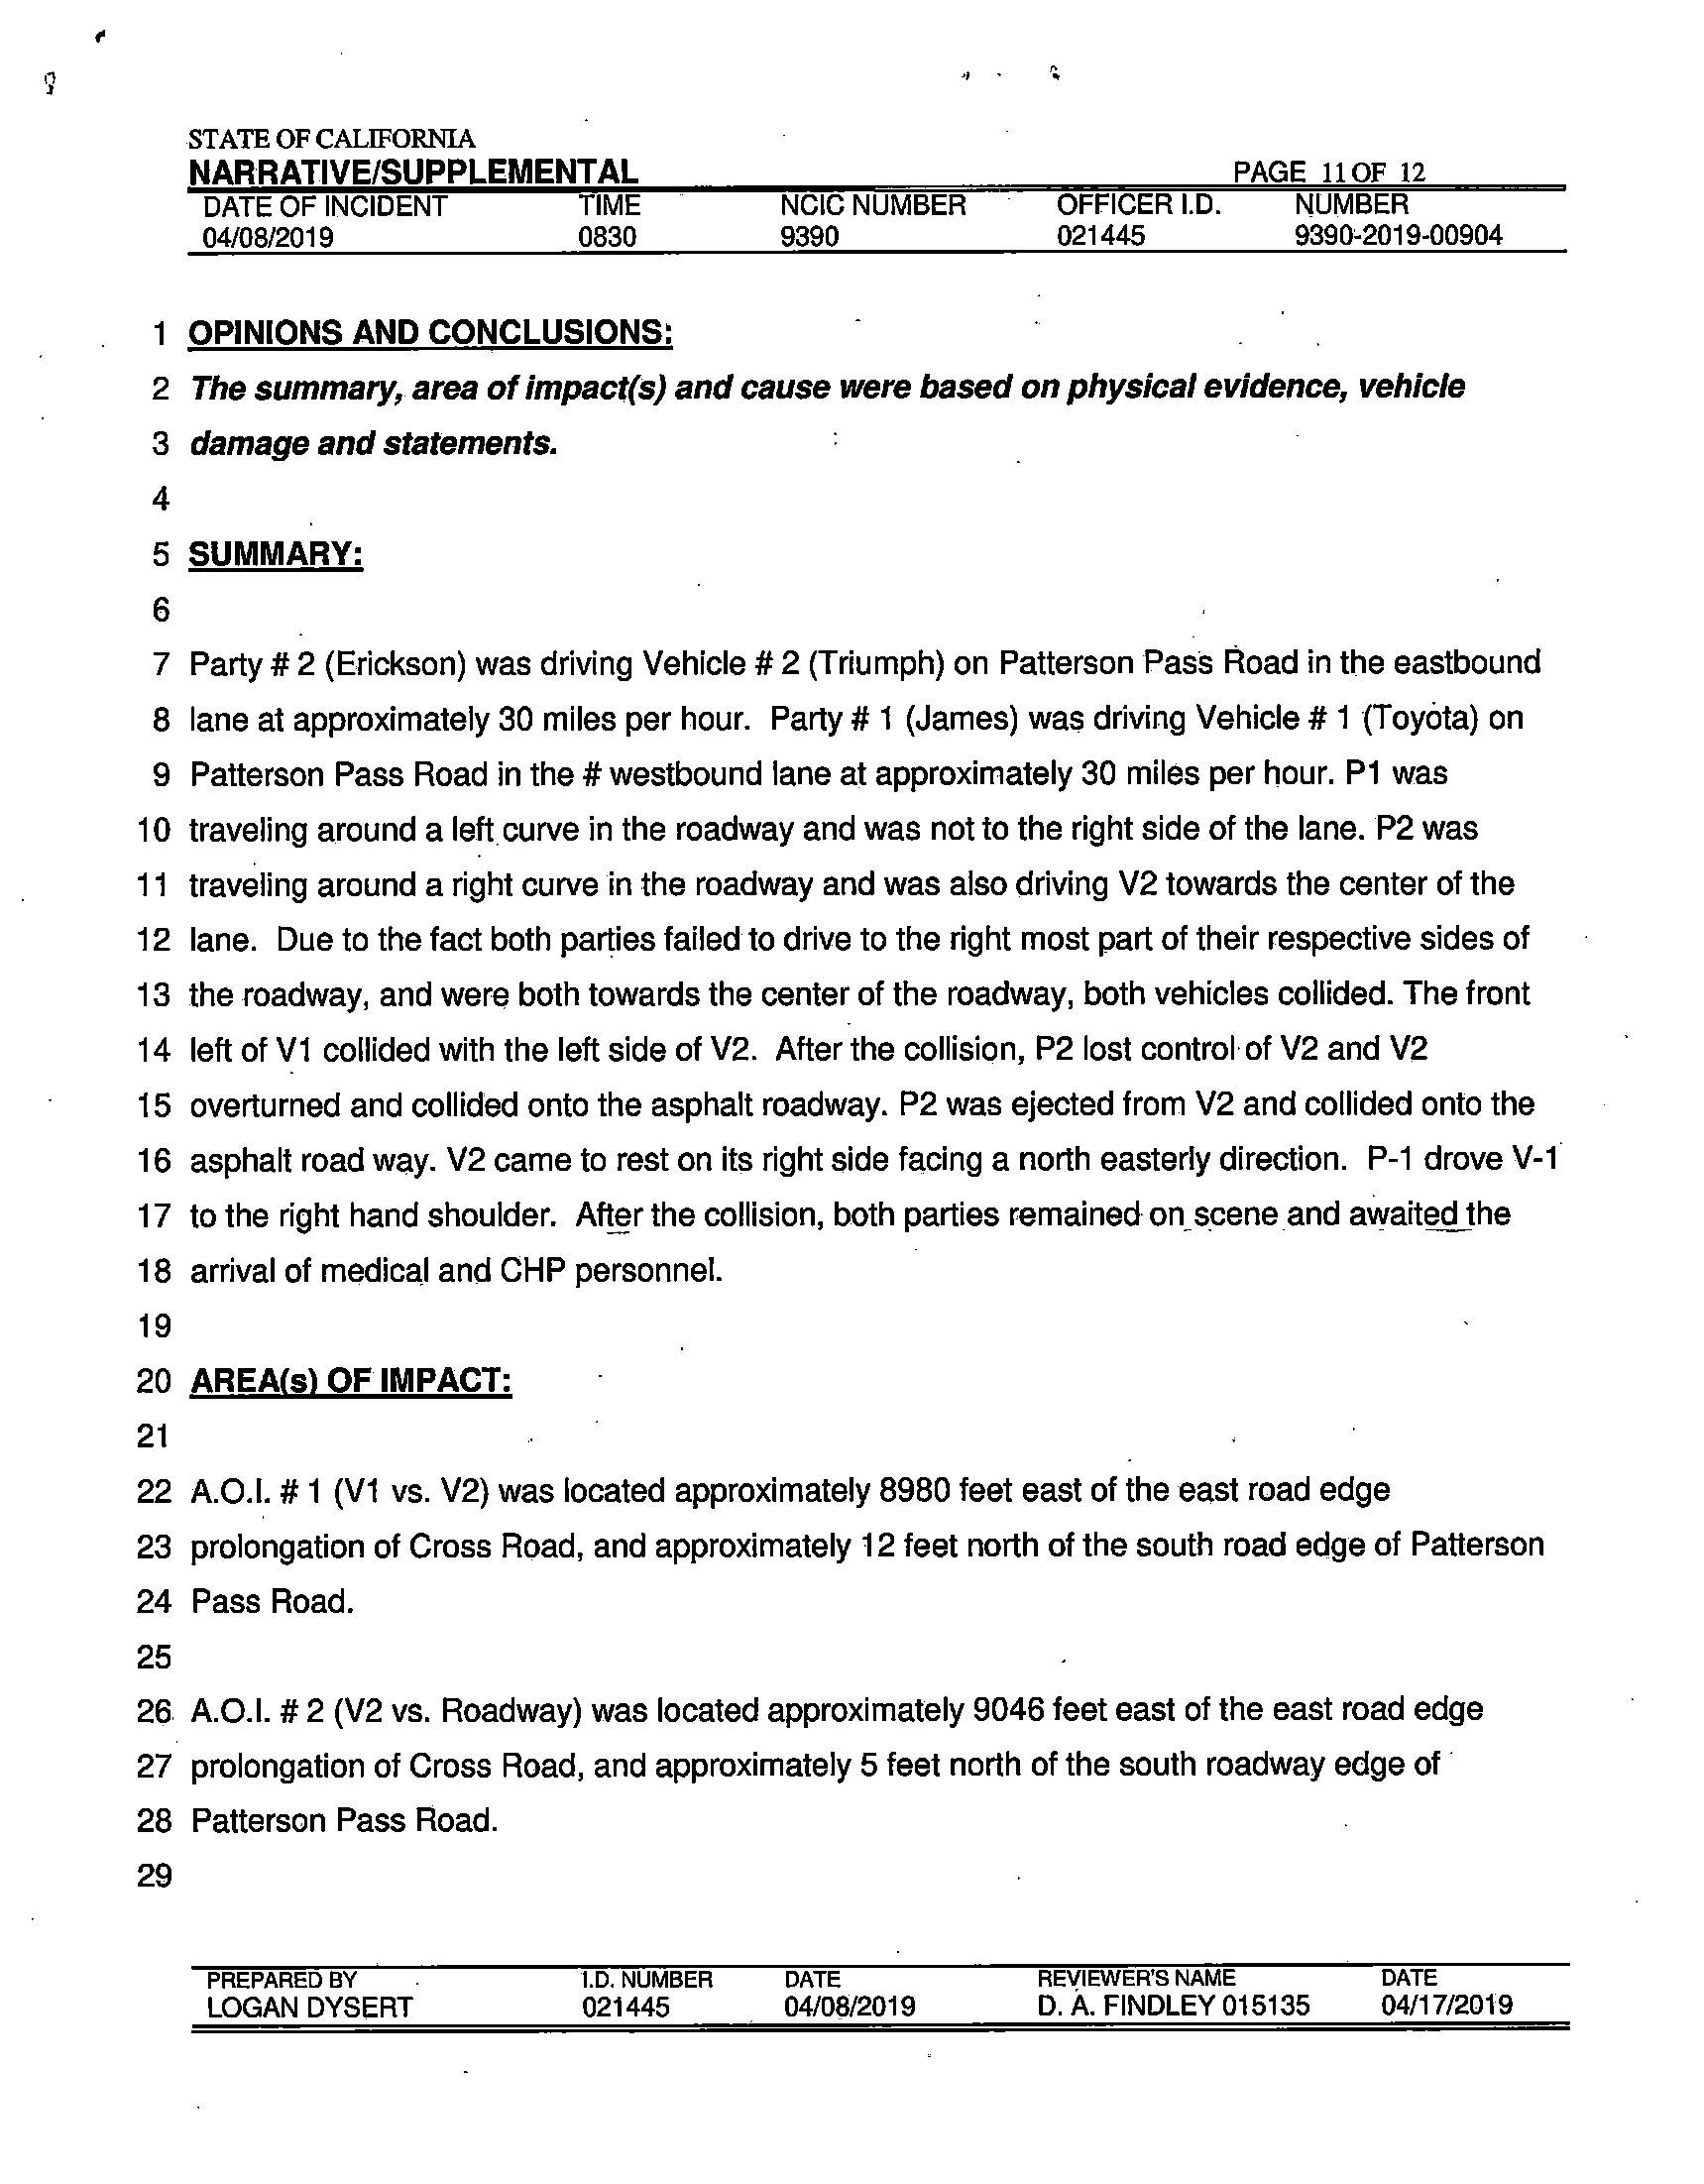 STATE OF CALIFORNIA
NARRATIVE/SUPPLEMENTAL PAGE 11 OF 12
DATE OF INCIDENT TIME NCIC NUMBER OFFICER I.D. NUMBER
04/08/2019 0830 9390 021445 9390-2019-00904
1 OPINIONS AND CONCLUSIONS:
2 The summary, area of impact(s) and cause were based on physical evidence, vehicle
3 damage and statements.
4
5 SUMMARY:
6
7 Party # 2 (Erickson) was driving Vehicle # 2 (Triumph) on Patterson Pass Road in the eastbound
8 lane at approximately 30 miles per hour. Party # 1 (James) was driving Vehicle # 1 (Toyota) on
9 Patterson Pass Road in the # westbound lane at approximately 30 miles per hour. P1 was
10 traveling around a left curve in the roadway and was not to the right side of the lane. P2 was
11 traveling around a right curve in the roadway and was also driving V2 towards the center of the
12 lane. Due to the fact both parties failed to drive to the right most part of their respective sides of
13 the roadway, and were both towards the center of the roadway, both vehicles collided. The front
14 left of V1 collided with the left side of V2. After the collision, P2 lost control of V2 and V2
15 overturned and collided onto the asphalt roadway. P2 was ejected from V2 and collided onto the
16 asphalt road way. V2 came to rest on its right side facing a north easterly direction. P-1 drove V-1
17 to the right hand shoulder. After the collision, both parties remained on scene and awaited the
18 arrival of medical and CHP personnel.
19
20 AREA(s) OF IMPACT:
21
22 A.O.I. # 1 (V1 vs. V2) was located approximately 8980 feet east of the east road edge
23 prolongation of Cross Road, and approximately 12 feet north of the south road edge of Patterson
24 Pass Road.
25
26 A.O.I. # 2 (V2 vs. Roadway) was located approximately 9046 feet east of the east road edge
27 prolongation of Cross Road, and approximately 5 feet north of the south roadway edge of
28 Patterson Pass Road.
29
PREPARED BY I.D. NUMBER DATE REVIEWER'S NAME DATE
LOGAN DYSERT 021445 04/08/2019 D. A. FINDLEY 015135 04/17/2019